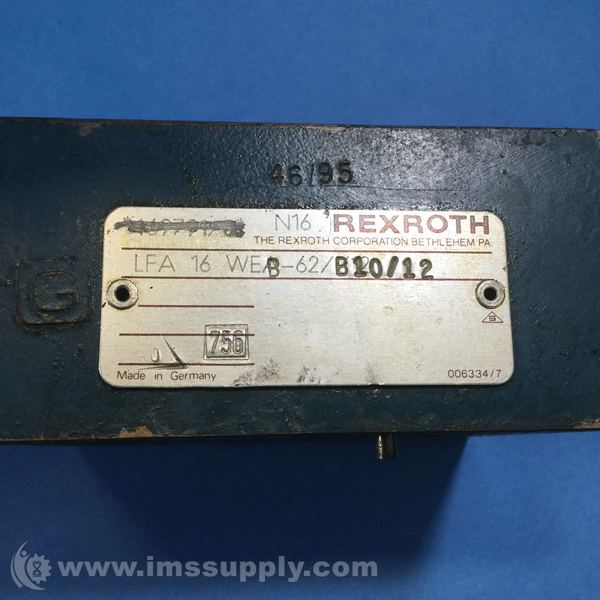 46/95
N16 REXROTH
THE REXROTH CORPORATION BETHLEHEM PA.
LFA 16 WEB-62/B10/12
G
756
Made in Germany
006334/7
www.imssupply.com